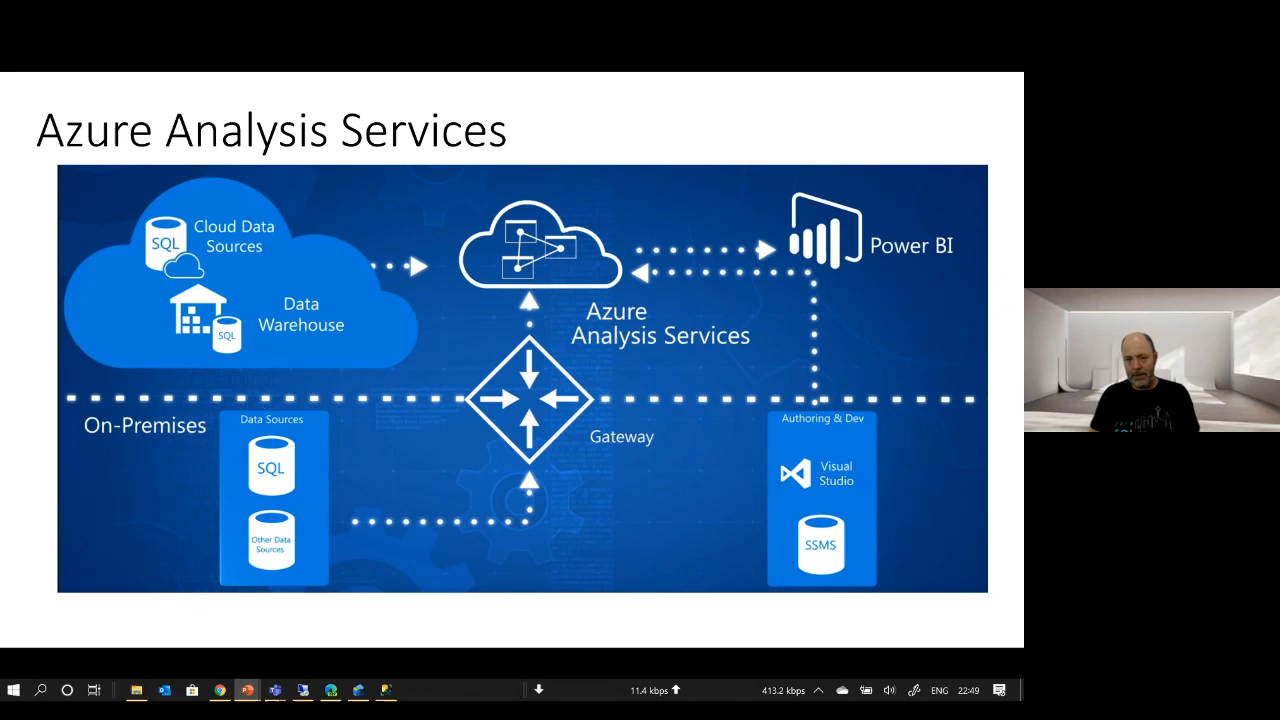 Azure Analysis Services
SQL
Cloud Data
Sources
Data
Warehouse
SQL
Azure
Analysis Services
Power BI
On-Premises
Data Sources
SQL
Other Data
Sources
Gateway
Authoring & Dev
Visual
Studio
SSMS
11.4 kbps
413.2 kbps
ENG
22:49